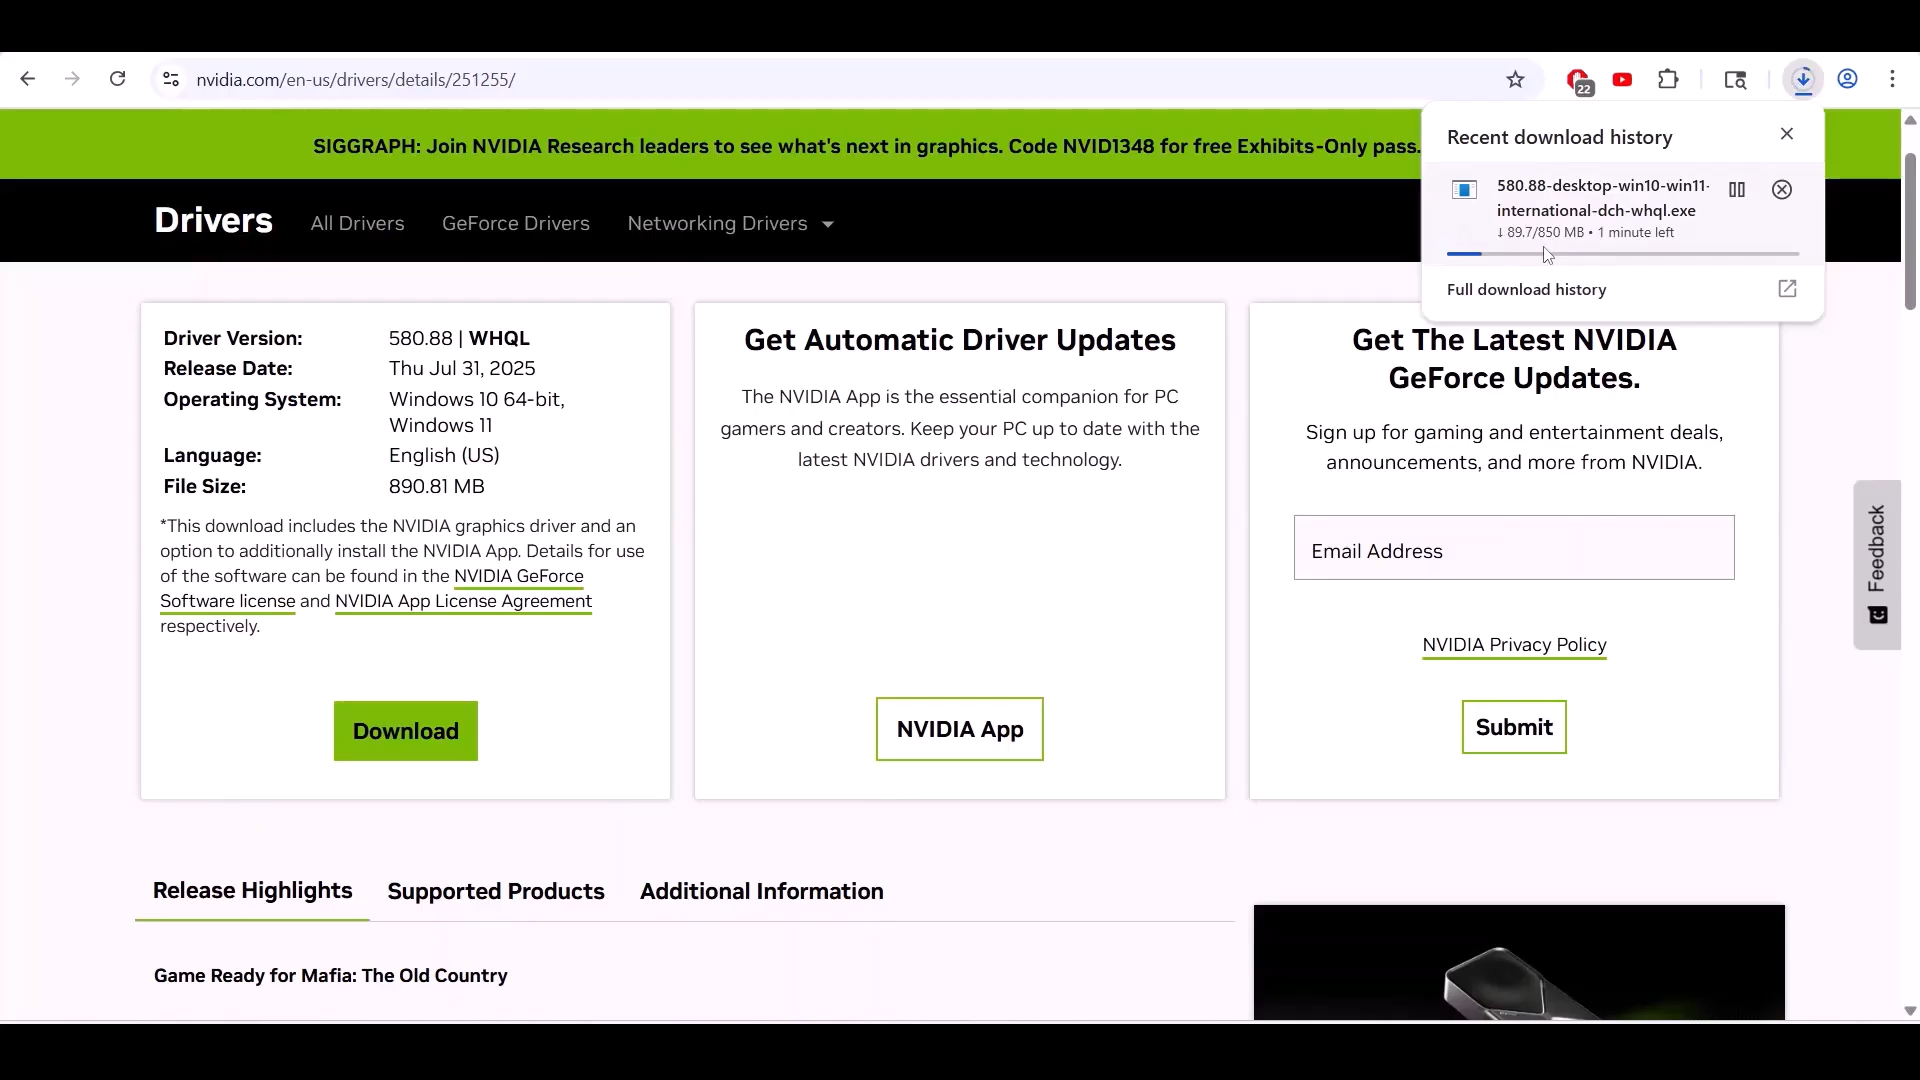 nvidia.com/en-us/drivers/details/251255/
22
SIGGRAPH: Join NVIDIA Research leaders to see what's next in graphics. Code NVID1348 for free Exhibits-Only pass.
Recent download history
580.88-desktop-win10-win11-
international-dch-whql.exe
↓ 89.7/850 MB • 1 minute left
Full download history
Drivers
All Drivers
GeForce Drivers
Networking Drivers
Driver Version: 580.88 | WHQL
Release Date: Thu Jul 31, 2025
Operating System: Windows 10 64-bit,
Windows 11
Language: English (US)
File Size: 890.81 MB
*This download includes the NVIDIA graphics driver and an
option to additionally install the NVIDIA App. Details for use
of the software can be found in the NVIDIA GeForce
Software license and NVIDIA App License Agreement
respectively.
Download
Get Automatic Driver Updates
The NVIDIA App is the essential companion for PC
gamers and creators. Keep your PC up to date with the
latest NVIDIA drivers and technology.
NVIDIA App
Get The Latest NVIDIA
GeForce Updates.
Sign up for gaming and entertainment deals,
announcements, and more from NVIDIA.
Email Address
NVIDIA Privacy Policy
Submit
Feedback
Release Highlights
Supported Products
Additional Information
Game Ready for Mafia: The Old Country